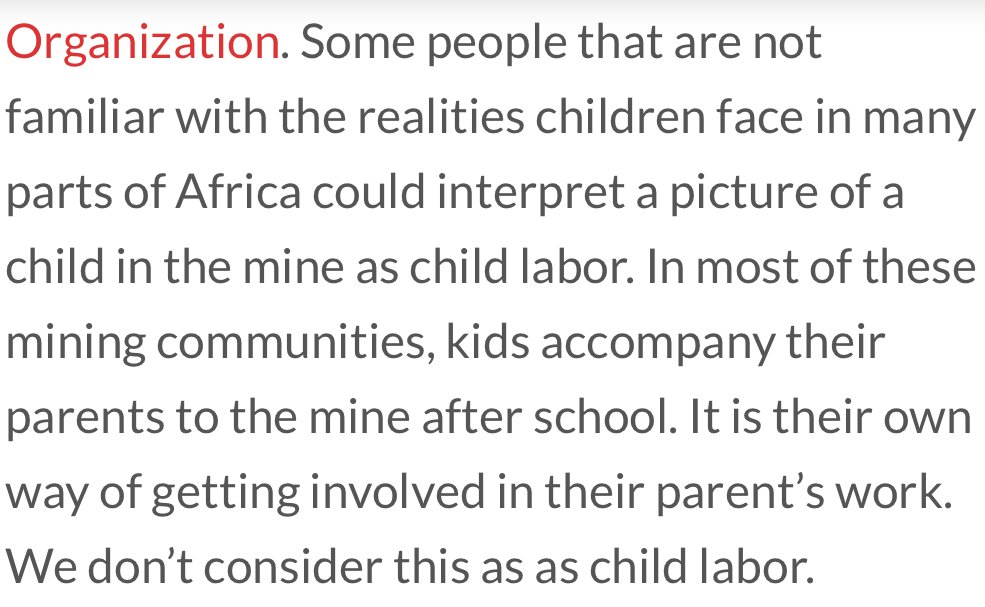 Organization. Some people that are not
familiar with the realities children face in many
parts of Africa could interpret a picture of a
child in the mine as child labor. In most of these
mining communities, kids accompany their
parents to the mine after school. It is their own
way of getting involved in their parent’s work.
We don’t consider this as as child labor.